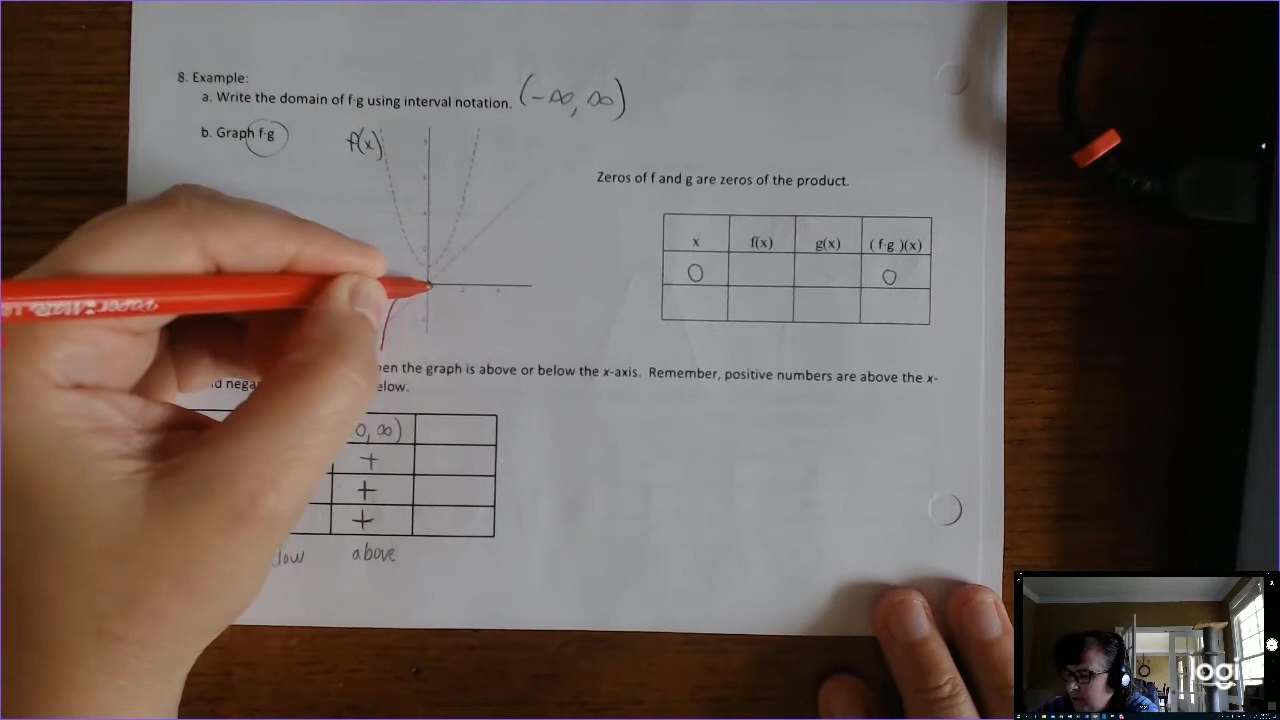 8. Example:
a. Write the domain of f·g using interval notation. (-∞, ∞)
b. Graph f·g
f(x)
Zeros of f and g are zeros of the product.
x f(x) g(x) (f·g)(x)
0 0
en the graph is above or below the x-axis. Remember, positive numbers are above the x-
d nega elow.
0, ∞)
+
+
+
low above
logi